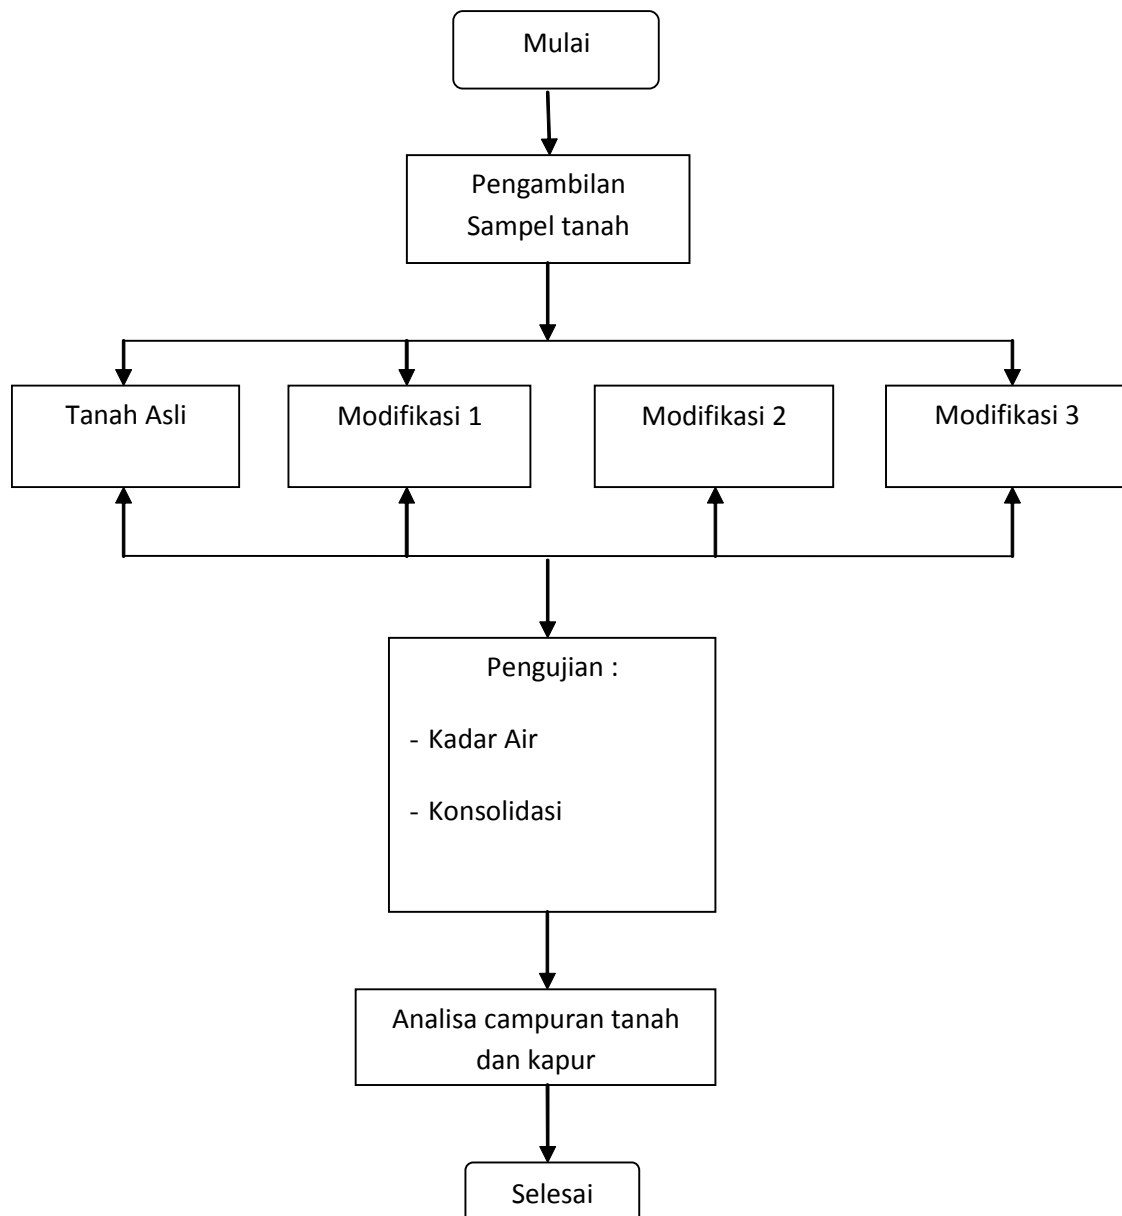 Mulai
Pengambilan
Sampel tanah
Tanah Asli
Modifikasi 1
Modifikasi 2
Modifikasi 3
Pengujian :
- Kadar Air
- Konsolidasi
Analisa campuran tanah
dan kapur
Selesai